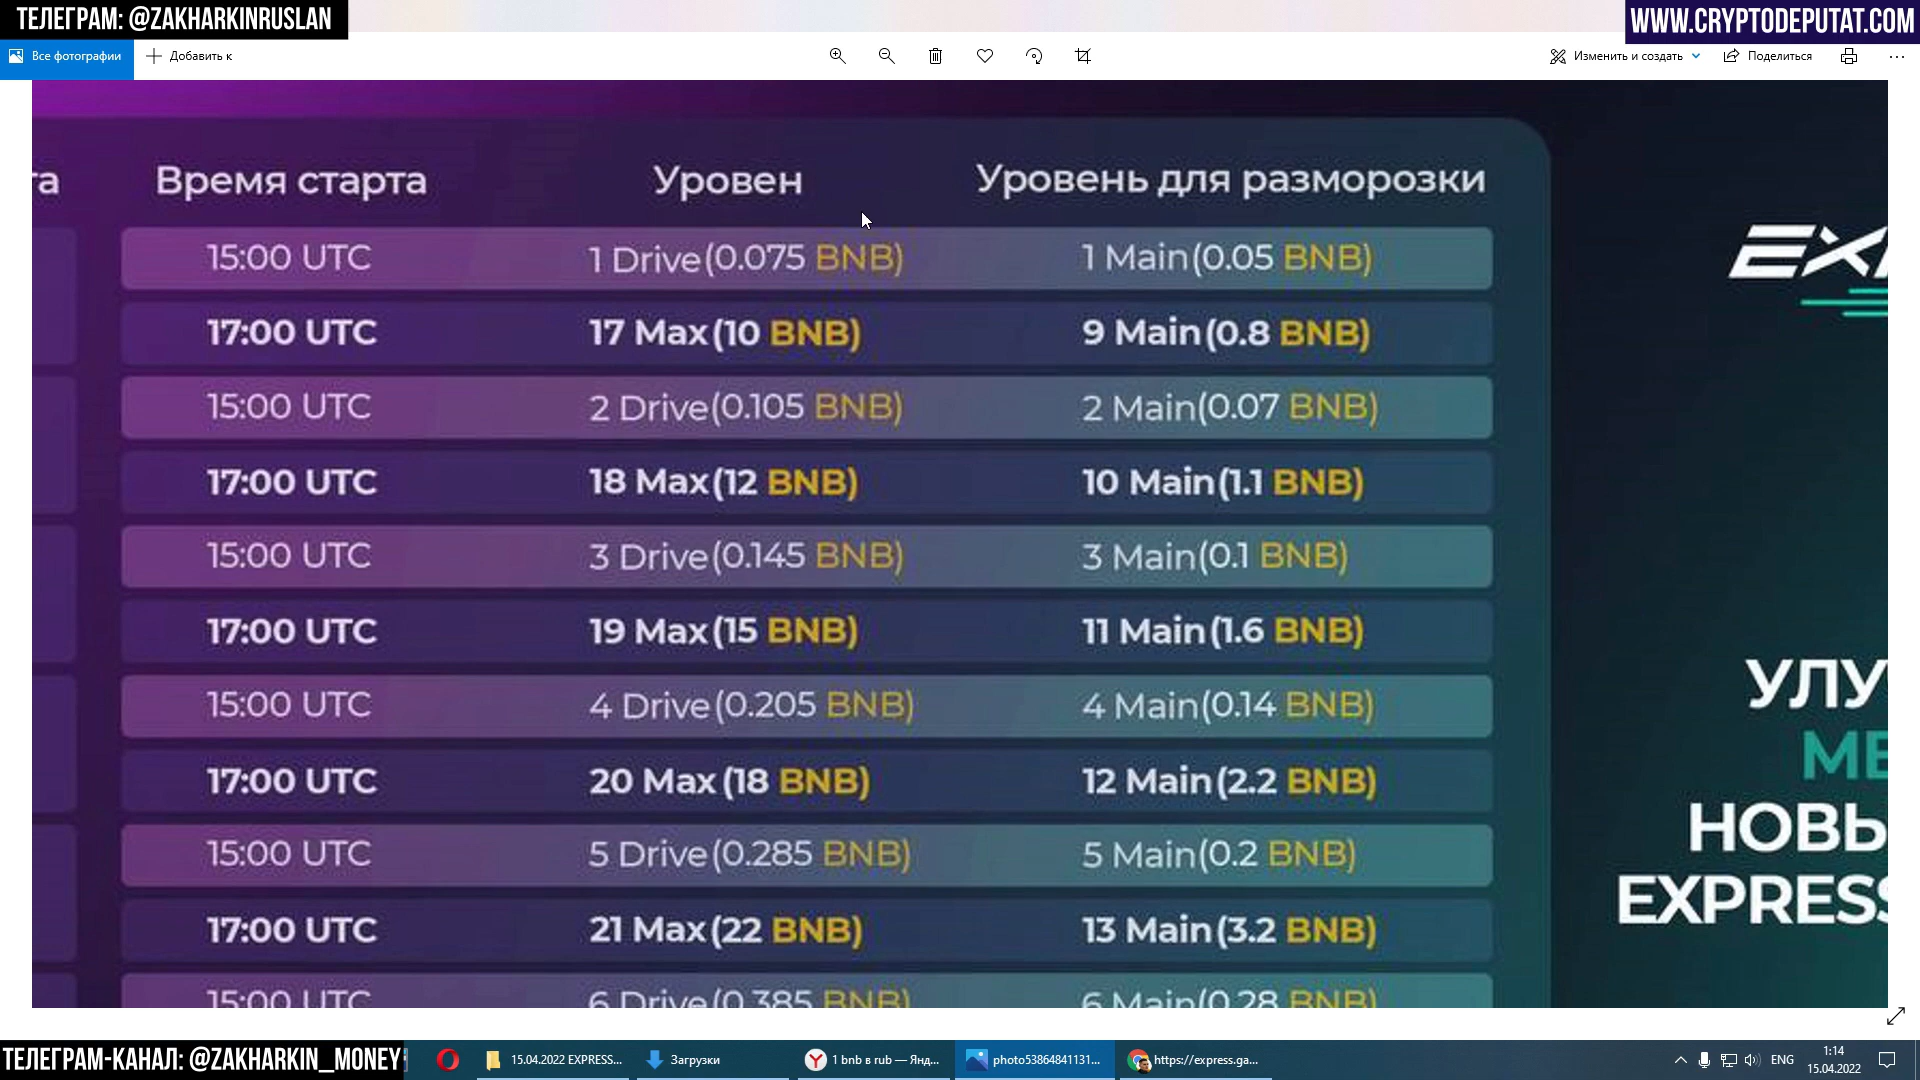 ТЕЛЕГРАМ: @ZAKHARKINRUSLAN
WWW.CRYPTODEPUTAT.COM
Все фотографии
Добавить к
Изменить и создать
Поделиться
Время старта Уровен Уровень для разморозки
15:00 UTC 1 Drive(0.075 BNB) 1 Main(0.05 BNB)
17:00 UTC 17 Max(10 BNB) 9 Main(0.8 BNB)
15:00 UTC 2 Drive(0.105 BNB) 2 Main(0.07 BNB)
17:00 UTC 18 Max(12 BNB) 10 Main(1.1 BNB)
15:00 UTC 3 Drive(0.145 BNB) 3 Main(0.1 BNB)
17:00 UTC 19 Max(15 BNB) 11 Main(1.6 BNB)
15:00 UTC 4 Drive(0.205 BNB) 4 Main(0.14 BNB)
17:00 UTC 20 Max(18 BNB) 12 Main(2.2 BNB)
15:00 UTC 5 Drive(0.285 BNB) 5 Main(0.2 BNB)
17:00 UTC 21 Max(22 BNB) 13 Main(3.2 BNB)
15:00 UTC 6 Drive(0.385 BNB) 6 Main(0.28 BNB)
УЛУ
МЕ
НОВЫ
EXPRESS
ТЕЛЕГРАМ-КАНАЛ: @ZAKHARKIN_MONEY
15.04.2022 EXPRESS...
Загрузки
1 bnb в rub — Янд...
photo53864841131...
https://express.ga...
ENG
1:14
15.04.2022